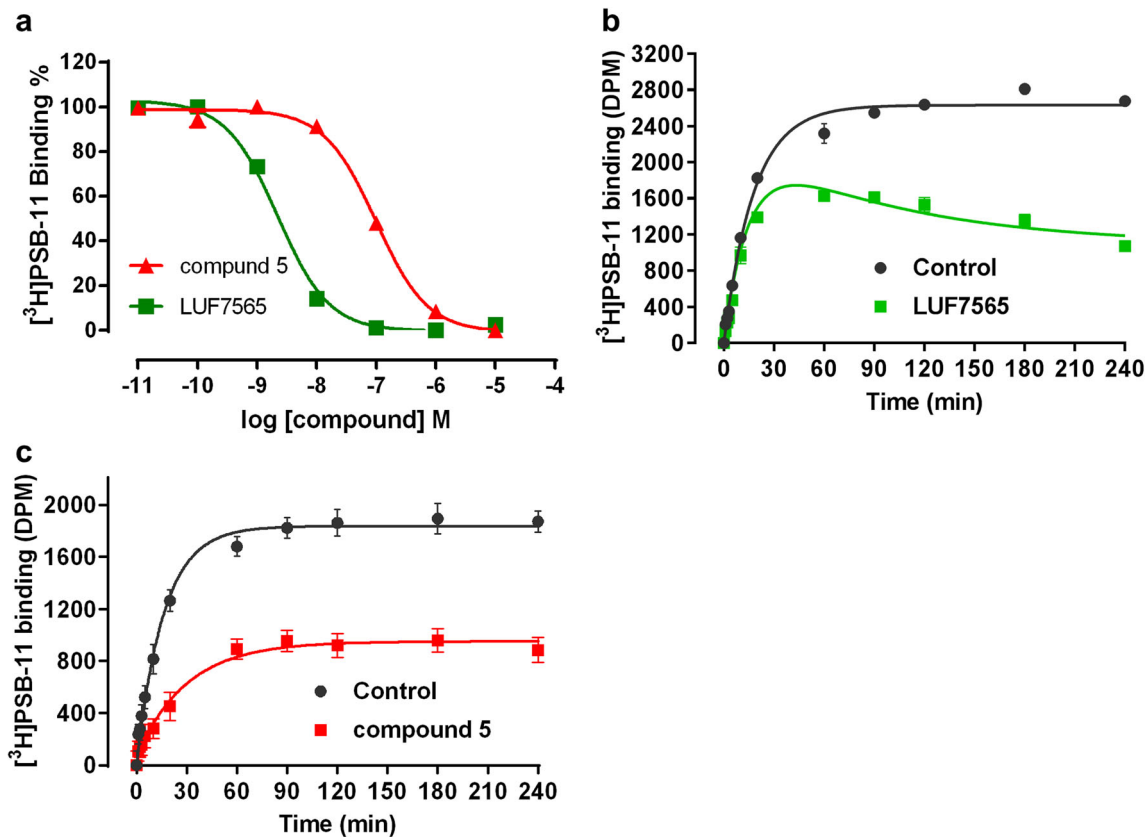 a
[³H]PSB-11 Binding %
120
100
80
60
40
20
0
compund 5
LUF7565
-11 -10 -9 -8 -7 -6 -5 -4
log [compound] M
b
[³H]PSB-11 binding (DPM)
3200
2800
2400
2000
1600
1200
800
400
0
Control
LUF7565
0 30 60 90 120 150 180 210 240
Time (min)
c
[³H]PSB-11 binding (DPM)
2000
1600
1200
800
400
0
Control
compound 5
0 30 60 90 120 150 180 210 240
Time (min)